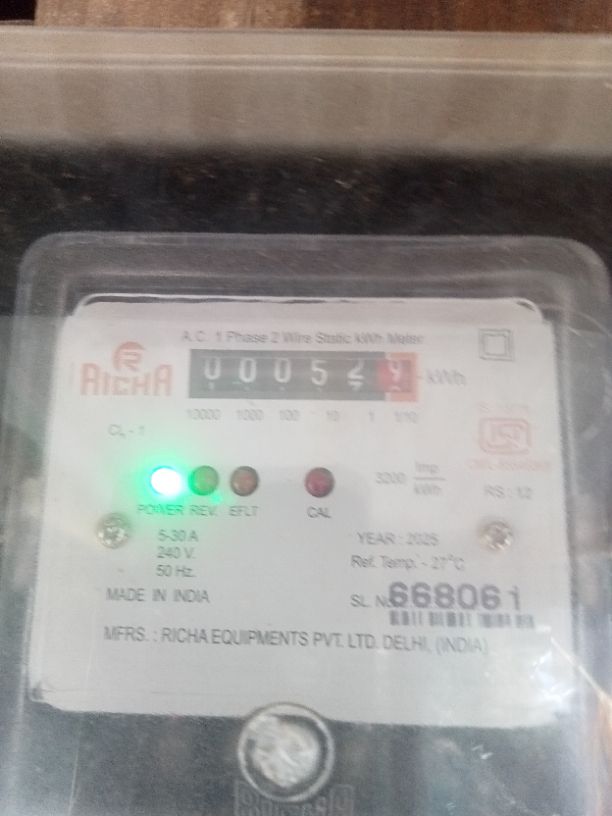 A.C. 1 Phase 2 Wire Static kWh Meter
RICHA
00052 kWh
10000 1000 100 10 1 1/10
CL - 1
3200 Imp/kWh
POWER REV. EFLT CAL
RS : 12
5-30 A
240 V.
50 Hz.
YEAR : 2025
Ref. Temp. - 27°C
MADE IN INDIA
SL. No. 668061
MFRS. : RICHA EQUIPMENTS PVT. LTD. DELHI, (INDIA)